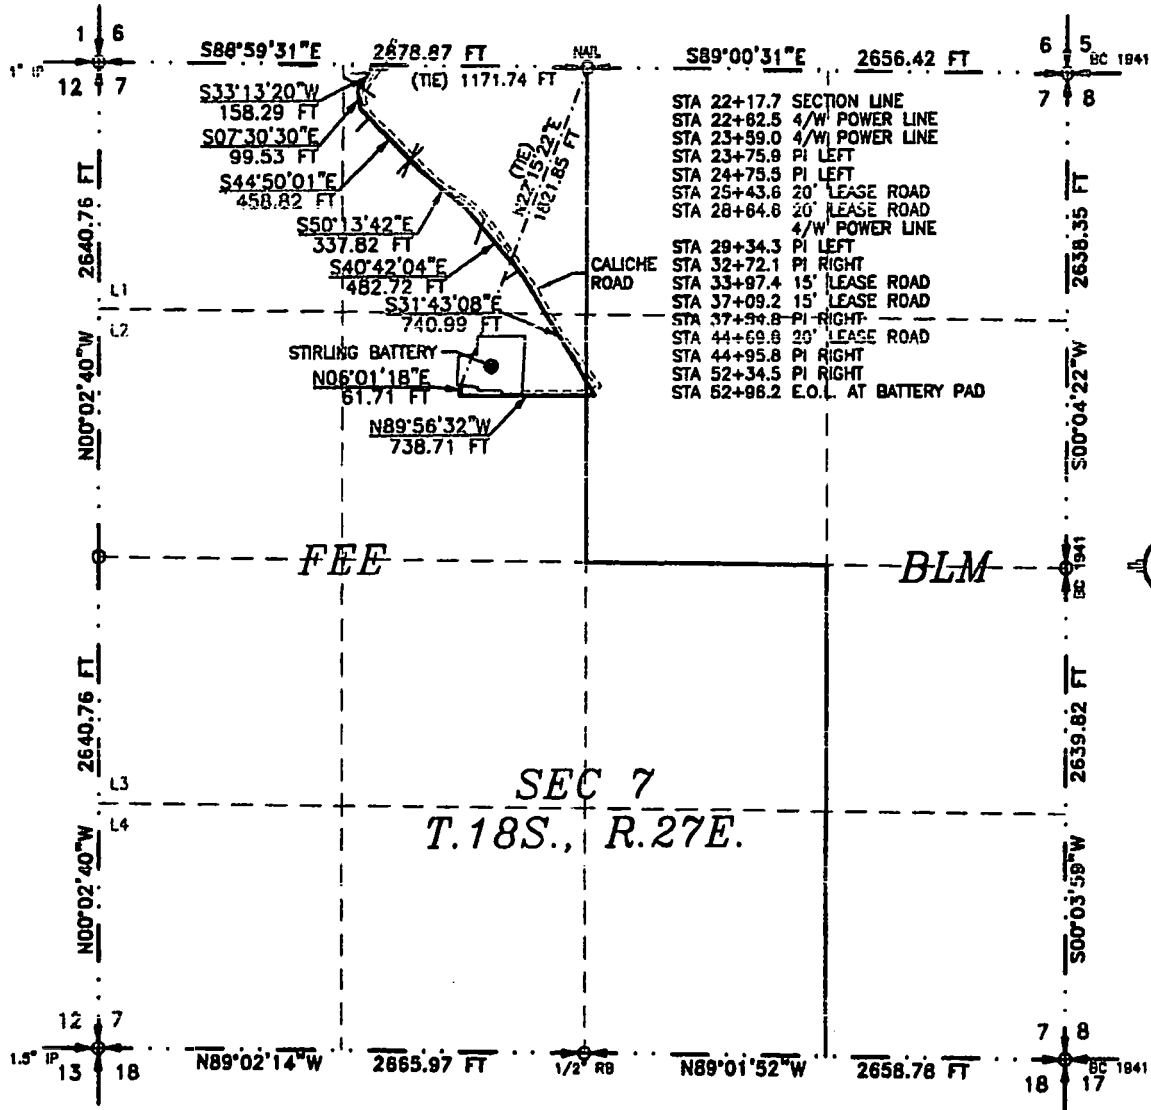 1 6
S88°59'31"E 2678.87 FT
NAIL
S89°00'31"E 2656.42 FT
6 5
BC 1941
1" IP
12 7
(TIE) 1171.74 FT
7 8
S33°13'20"W
158.29 FT
S07°30'30"E
99.53 FT
S44°50'01"E
458.82 FT
S50°13'42"E
337.82 FT
S40°42'04"E
482.72 FT
S31°43'08"E
740.99 FT
(TIE)
N22°15'22"E
1821.85 FT
CALICHE
ROAD
STA 22+17.7 SECTION LINE
STA 22+62.5 4/W POWER LINE
STA 23+59.0 4/W POWER LINE
STA 23+75.9 PI LEFT
STA 24+75.5 PI LEFT
STA 25+43.6 20' LEASE ROAD
STA 28+64.6 20' LEASE ROAD
4/W POWER LINE
STA 29+34.3 PI LEFT
STA 32+72.1 PI RIGHT
STA 33+97.4 15' LEASE ROAD
STA 37+09.2 15' LEASE ROAD
STA 37+54.8 PI RIGHT
STA 44+69.8 20' LEASE ROAD
STA 44+95.8 PI RIGHT
STA 52+34.5 PI RIGHT
STA 52+96.2 E.O.L. AT BATTERY PAD
N00°02'40"W 2640.76 FT
L1
L2
STIRLING BATTERY
N06°01'18"E
61.71 FT
N89°56'32"W
738.71 FT
S00°04'22"W 2638.35 FT
FEE
BLM
BC 1941
N00°02'40"W 2640.76 FT
L3
L4
SEC 7
T.18S., R.27E.
S00°03'59"W 2639.82 FT
12 7
1.5" IP
13 18
N89°02'14"W 2665.97 FT
1/2" RB
N89°01'52"W 2658.78 FT
7 8
18 17
BC 1941